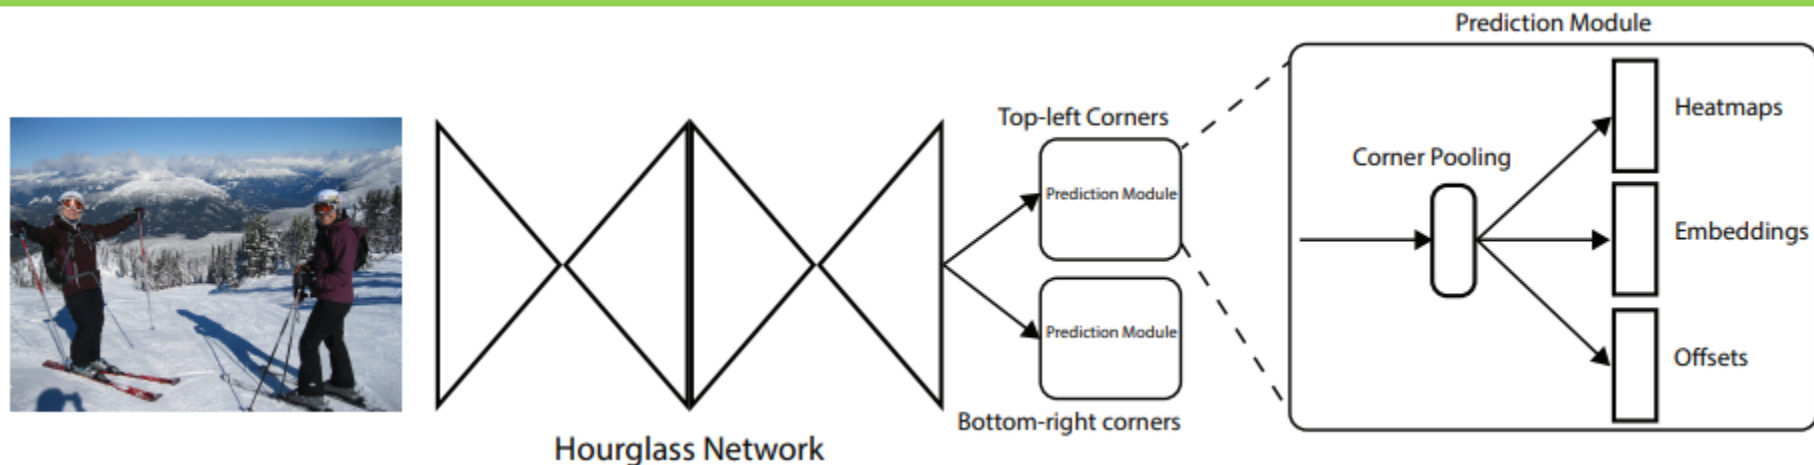 Prediction Module
Heatmaps
Top-left Corners
Corner Pooling
Prediction Module
Embeddings
Prediction Module
Offsets
Bottom-right corners
Hourglass Network